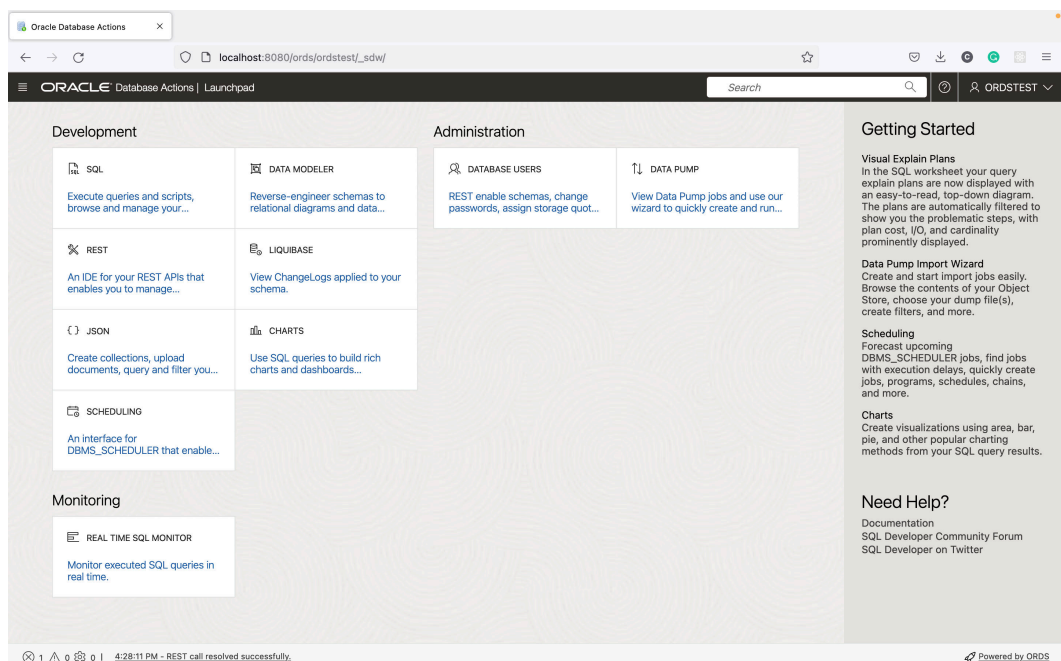 Oracle Database Actions
localhost:8080/ords/ordstest/_sdw/
ORACLE Database Actions | Launchpad
Search
ORDSTEST
Development
SQL
Execute queries and scripts,
browse and manage your...
DATA MODELER
Reverse-engineer schemas to
relational diagrams and data...
REST
An IDE for your REST APIs that
enables you to manage...
LIQUIBASE
View ChangeLogs applied to your
schema.
{} JSON
Create collections, upload
documents, query and filter you...
CHARTS
Use SQL queries to build rich
charts and dashboards...
SCHEDULING
An interface for
DBMS_SCHEDULER that enable...
Administration
DATABASE USERS
REST enable schemas, change
passwords, assign storage quot...
DATA PUMP
View Data Pump jobs and use our
wizard to quickly create and run...
Monitoring
REAL TIME SQL MONITOR
Monitor executed SQL queries in
real time.
Getting Started
Visual Explain Plans
In the SQL worksheet your query
explain plans are now displayed with
an easy-to-read, top-down diagram.
The plans are automatically filtered to
show you the problematic steps, with
plan cost, I/O, and cardinality
prominently displayed.
Data Pump Import Wizard
Create and start import jobs easily.
Browse the contents of your Object
Store, choose your dump file(s),
create filters, and more.
Scheduling
Forecast upcoming
DBMS_SCHEDULER jobs, find jobs
with execution delays, quickly create
jobs, programs, schedules, chains,
and more.
Charts
Create visualizations using area, bar,
pie, and other popular charting
methods from your SQL query results.
Need Help?
Documentation
SQL Developer Community Forum
SQL Developer on Twitter
1 0 0 | 4:28:11 PM - REST call resolved successfully.
Powered by ORDS